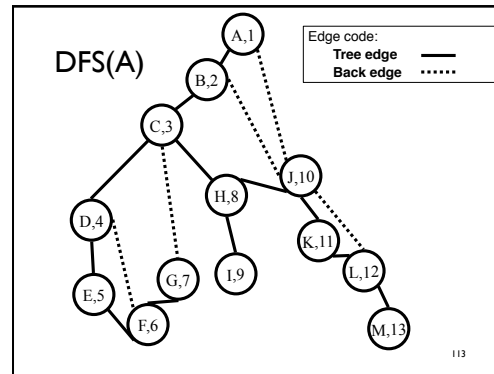 DFS(A)
Edge code:
Tree edge
Back edge
A,1
B,2
C,3
J,10
H,8
D,4
K,11
G,7
I,9
L,12
E,5
F,6
M,13
113